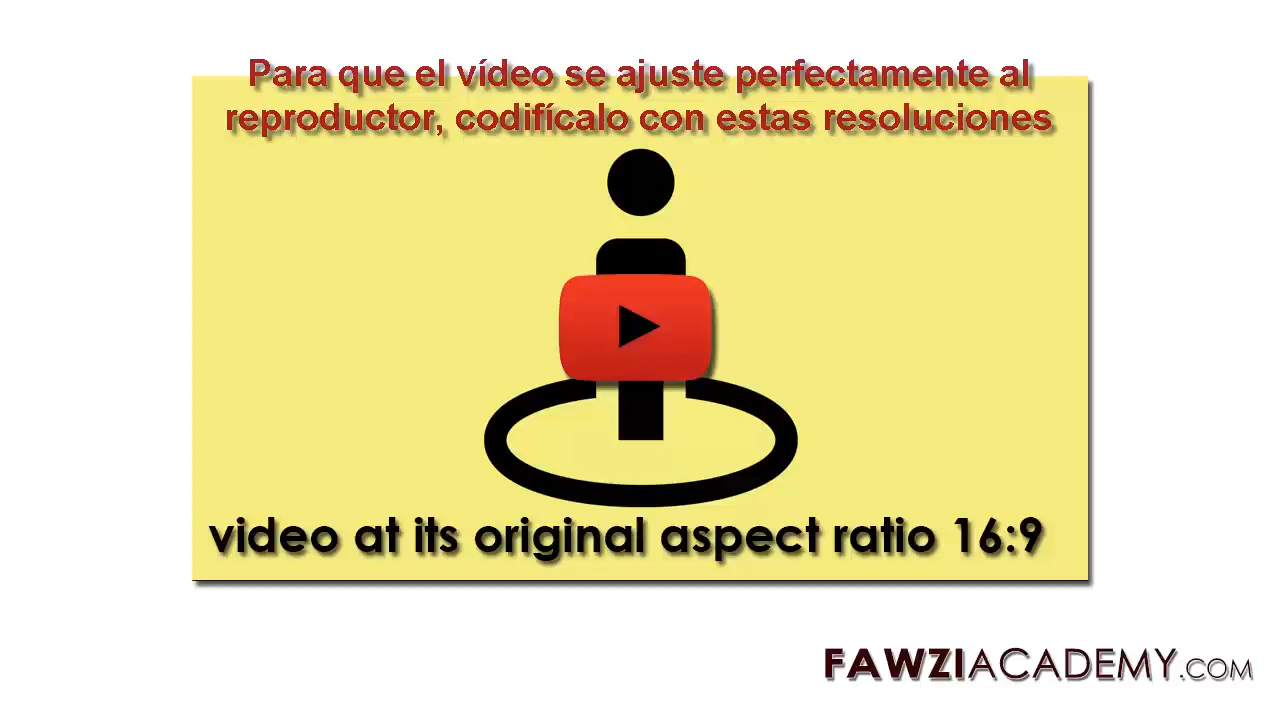 Para que el vídeo se ajuste perfectamente al
reproductor, codifícalo con estas resoluciones
video at its original aspect ratio 16:9
FAWZIACADEMY.COM